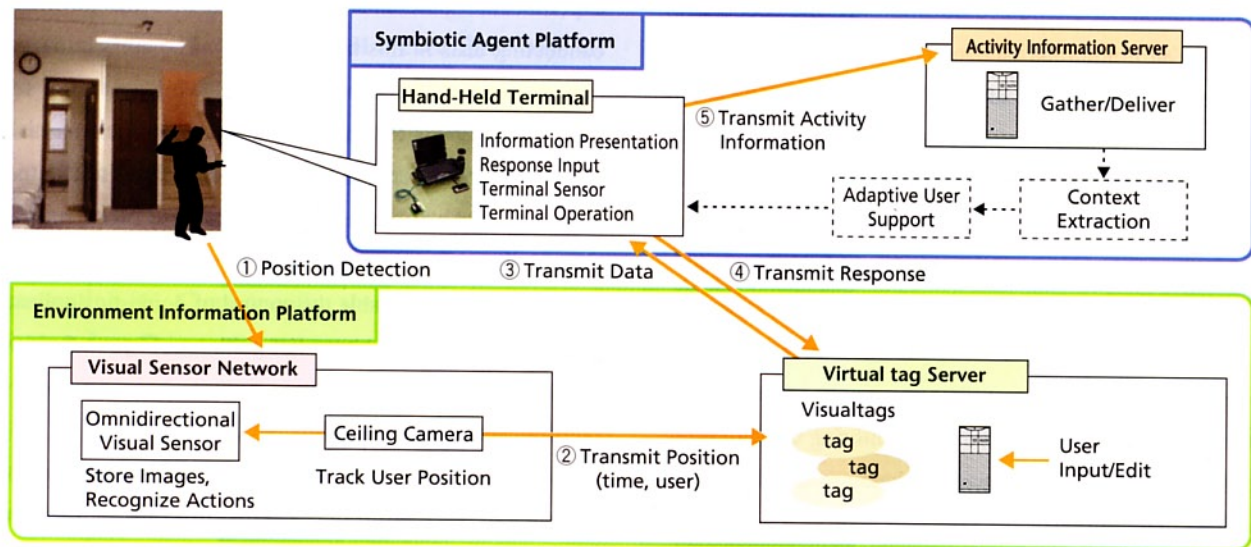 Symbiotic Agent Platform
Activity Information Server
Gather/Deliver
Hand-Held Terminal
Information Presentation
Response Input
Terminal Sensor
Terminal Operation
⑤ Transmit Activity
Information
Adaptive User
Support
Context
Extraction
① Position Detection
③ Transmit Data
④ Transmit Response
Environment Information Platform
Visual Sensor Network
Omnidirectional
Visual Sensor
Store Images,
Recognize Actions
Ceiling Camera
Track User Position
② Transmit Position
(time, user)
Virtual tag Server
Visualtags
tag
tag
tag
User
Input/Edit